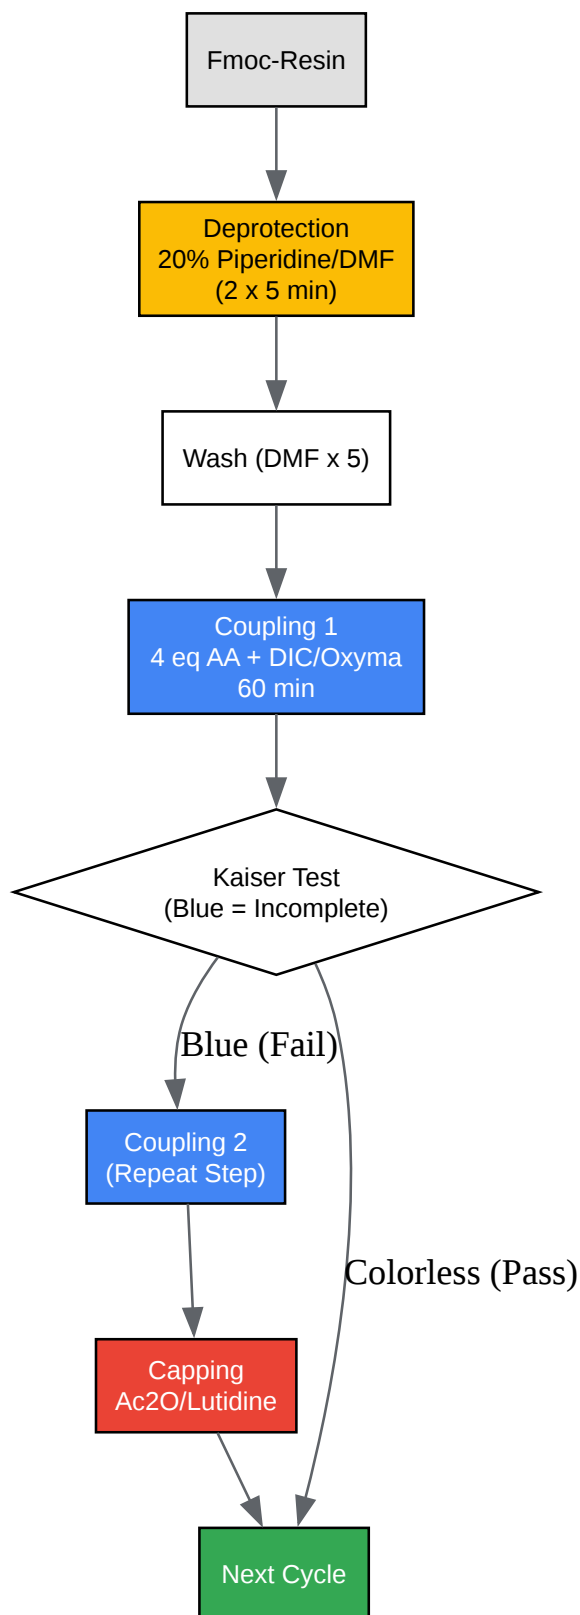 Fmoc-Resin
Deprotection
20% Piperidine/DMF
(2 x 5 min)
Wash (DMF x 5)
Coupling 1
4 eq AA + DIC/Oxyma
60 min
Kaiser Test
(Blue = Incomplete)
Blue (Fail)
Coupling 2
(Repeat Step)
Colorless (Pass)
Capping
Ac2O/Lutidine
Next Cycle